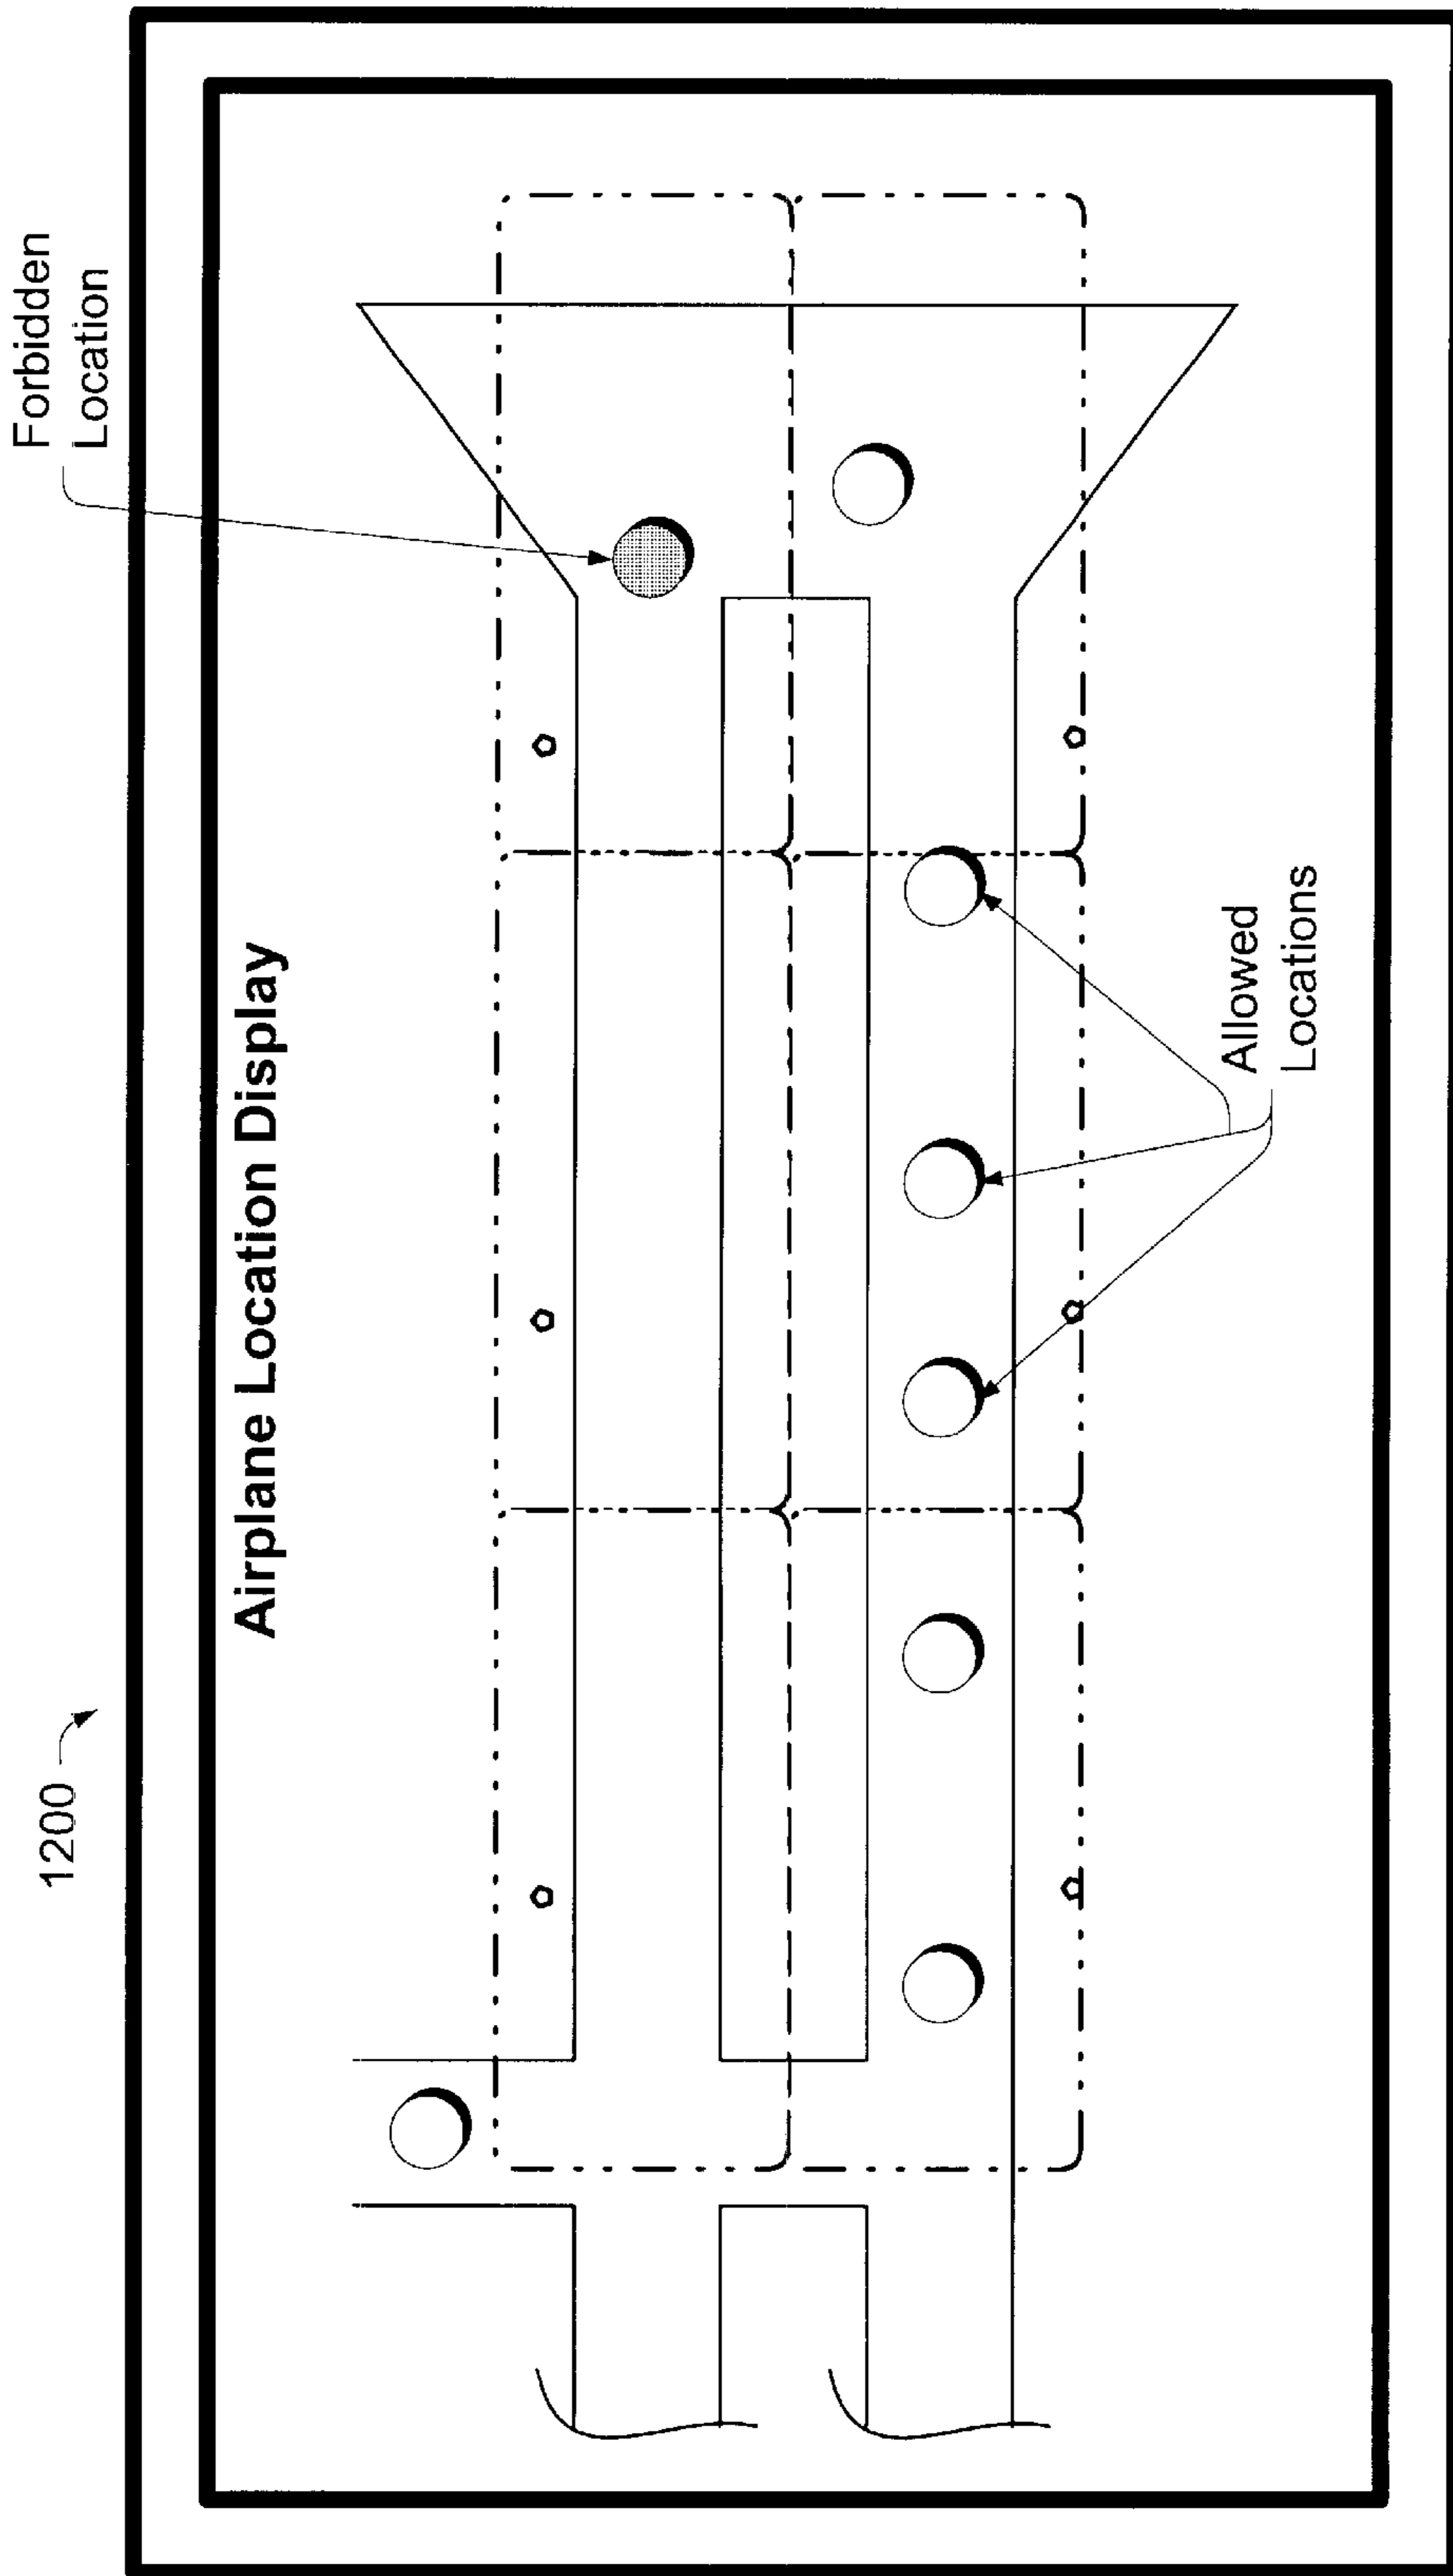 1200
Forbidden
Location
Airplane Location Display
Allowed
Locations